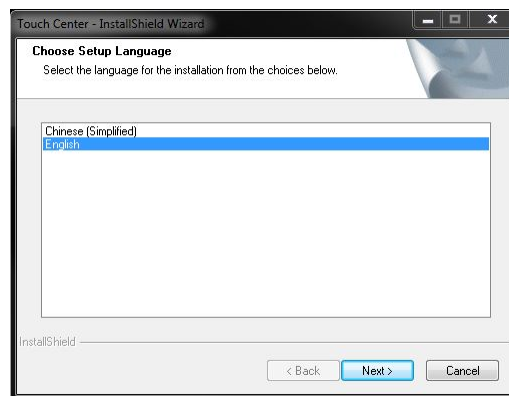 Touch Center - InstallShield Wizard
Choose Setup Language
Select the language for the installation from the choices below.
Chinese (Simplified)
English
InstallShield
< Back Next > Cancel